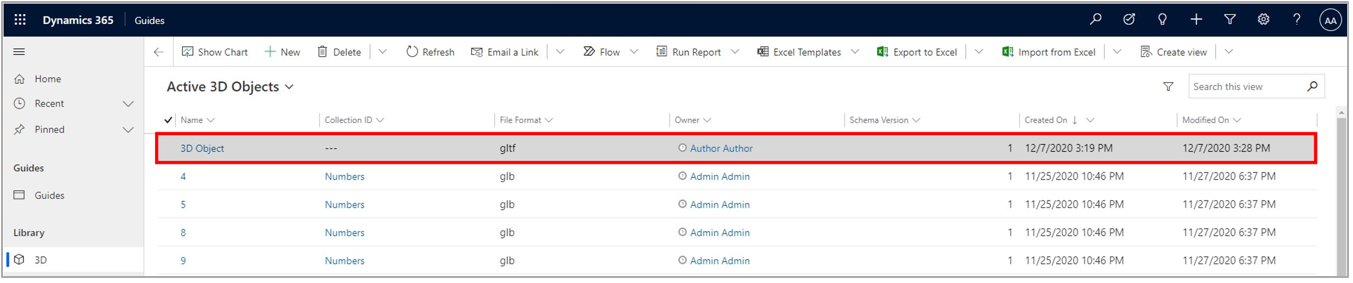 Dynamics 365 Guides ? AA
Show Chart New Delete Refresh Email a Link Flow Run Report Excel Templates Export to Excel Import from Excel Create view
Home
Recent
Pinned
Guides
Guides
Library
3D
Active 3D Objects Search this view
Name Collection ID File Format Owner Schema Version Created On ↓ Modified On
3D Object --- gltf Author Author 1 12/7/2020 3:19 PM 12/7/2020 3:28 PM
4 Numbers glb Admin Admin 1 11/25/2020 10:46 PM 11/27/2020 6:37 PM
5 Numbers glb Admin Admin 1 11/25/2020 10:46 PM 11/27/2020 6:37 PM
8 Numbers glb Admin Admin 1 11/25/2020 10:46 PM 11/27/2020 6:37 PM
9 Numbers glb Admin Admin 1 11/25/2020 10:46 PM 11/27/2020 6:37 PM